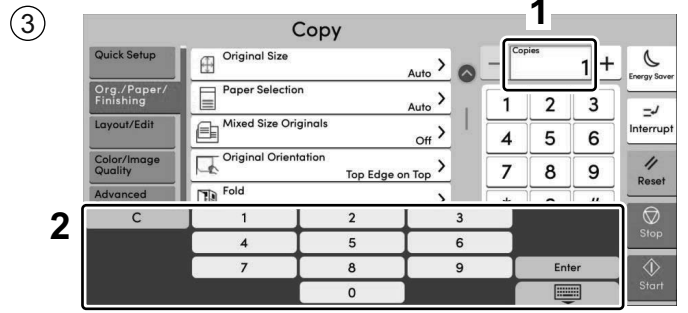 3
1
Copy
Quick Setup
Org./Paper/
Finishing
Layout/Edit
Color/Image
Quality
Advanced
Original Size
Auto
Paper Selection
Auto
Mixed Size Originals
Off
Original Orientation
Top Edge on Top
Fold
Copies
− 1 +
1 2 3
4 5 6
7 8 9
Energy Saver
Interrupt
Reset
Stop
Start
2
C 1 2 3
4 5 6
7 8 9 Enter
0